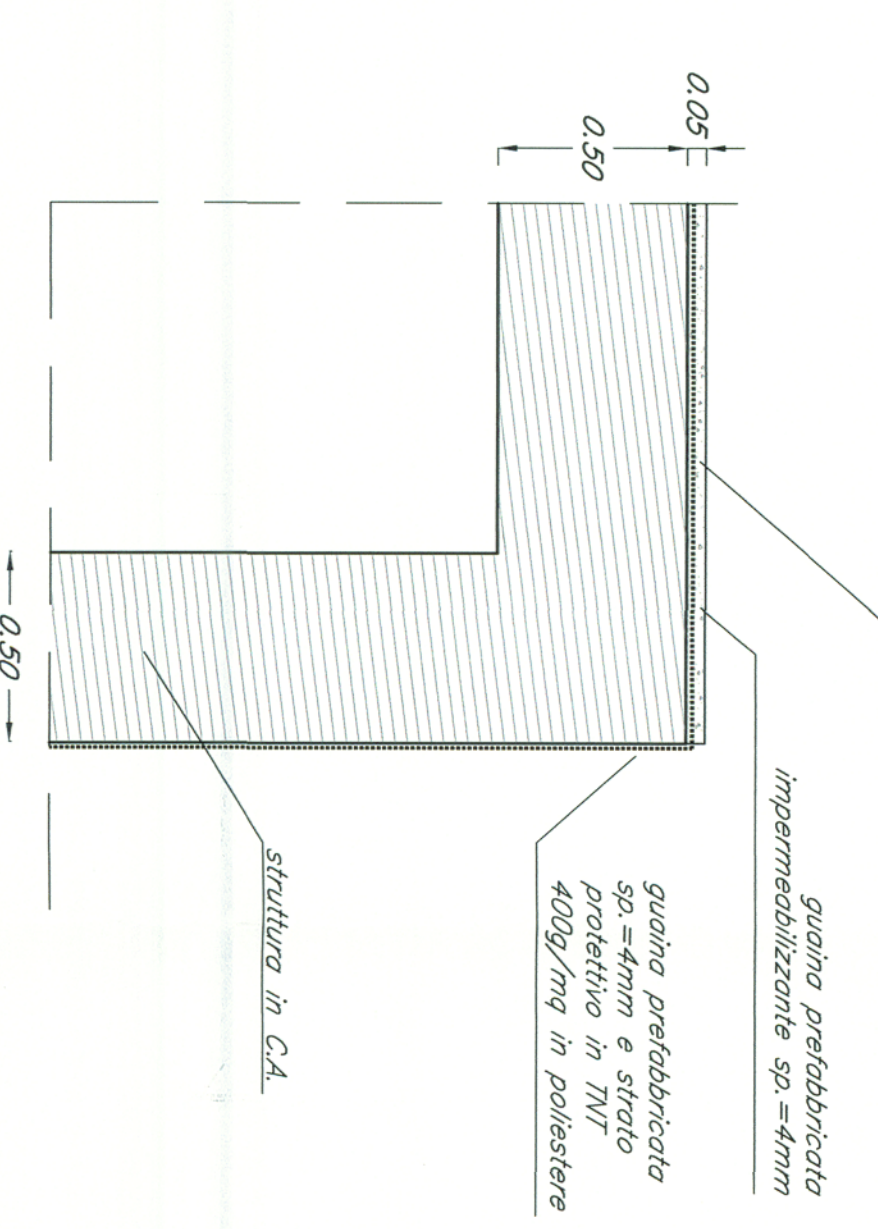 0.05
0.50
guaina prefabbricata
impermeabilizzante sp.=4mm
guaina prefabbricata
sp.=4mm e strato
protettivo in TNT
400g/mq in poliestere
struttura in C.A.
0.50